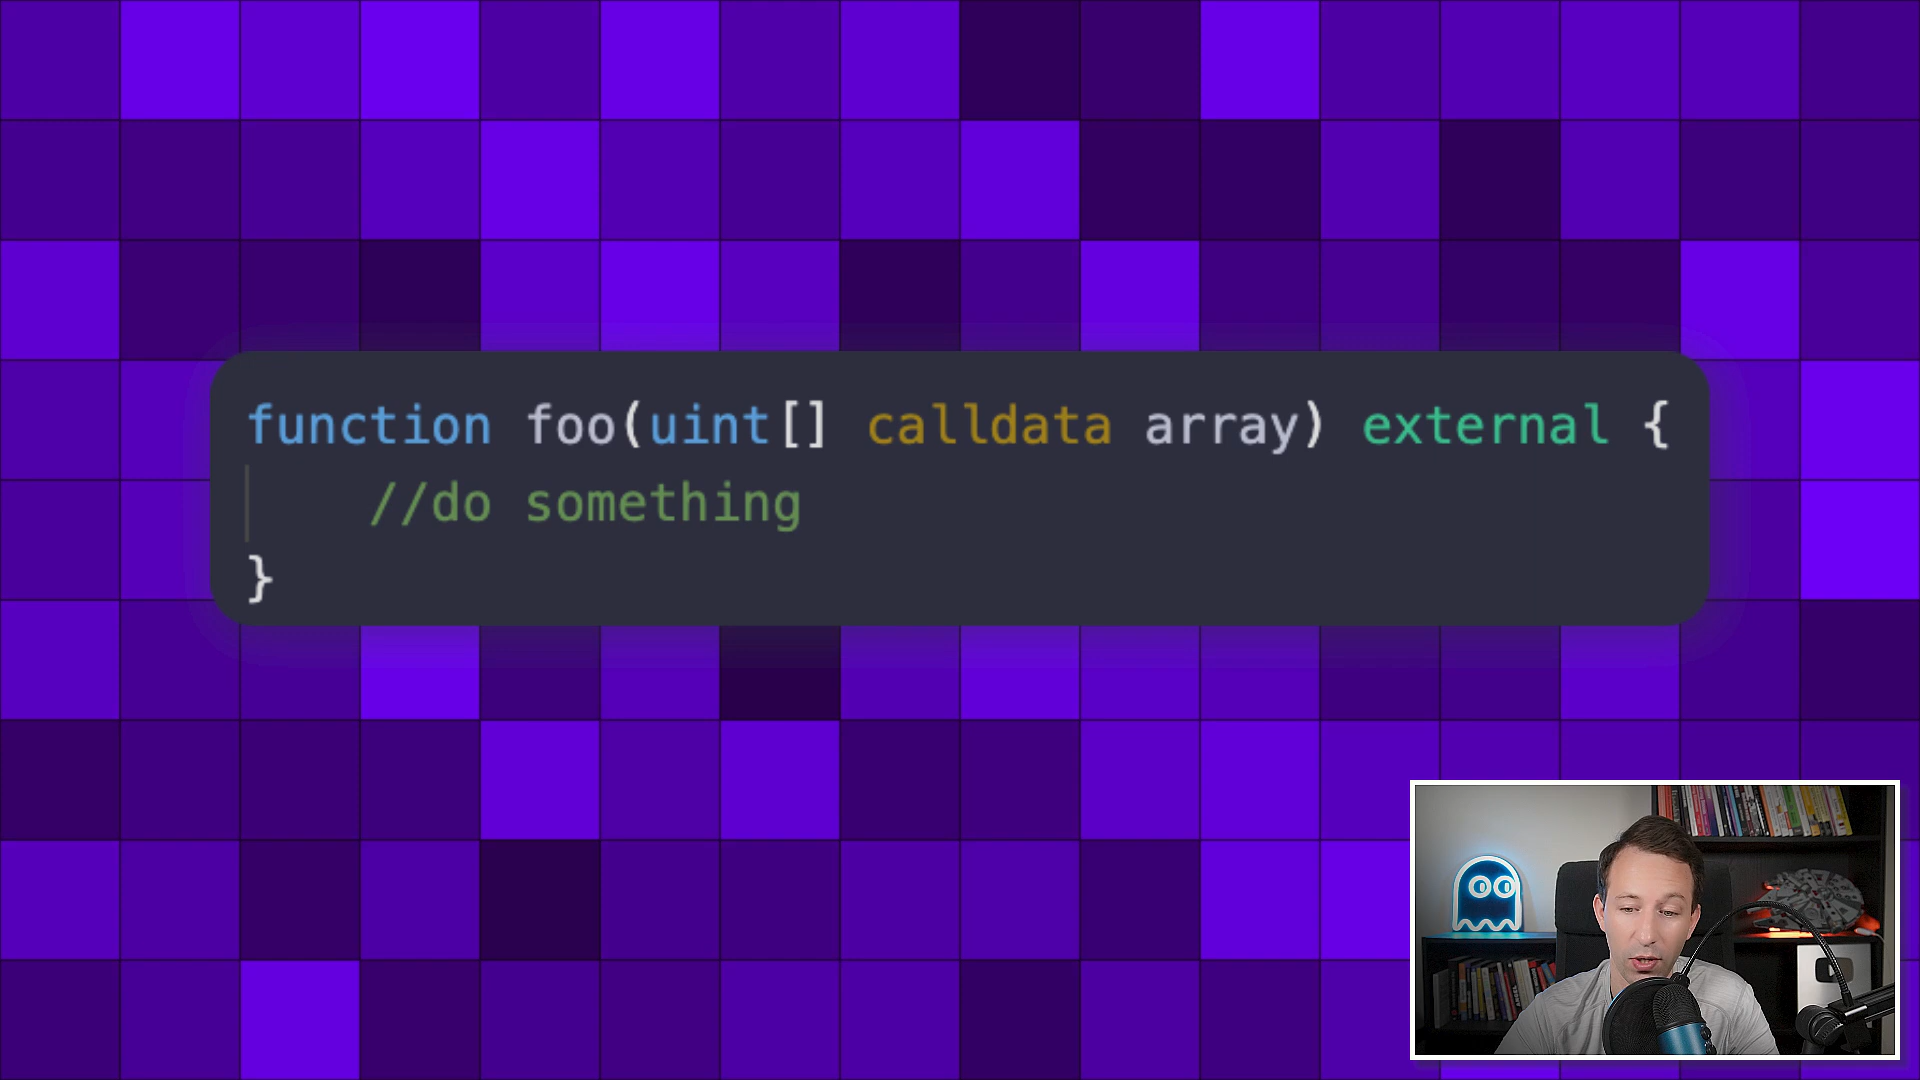 function foo(uint[] calldata array) external {
//do something
}